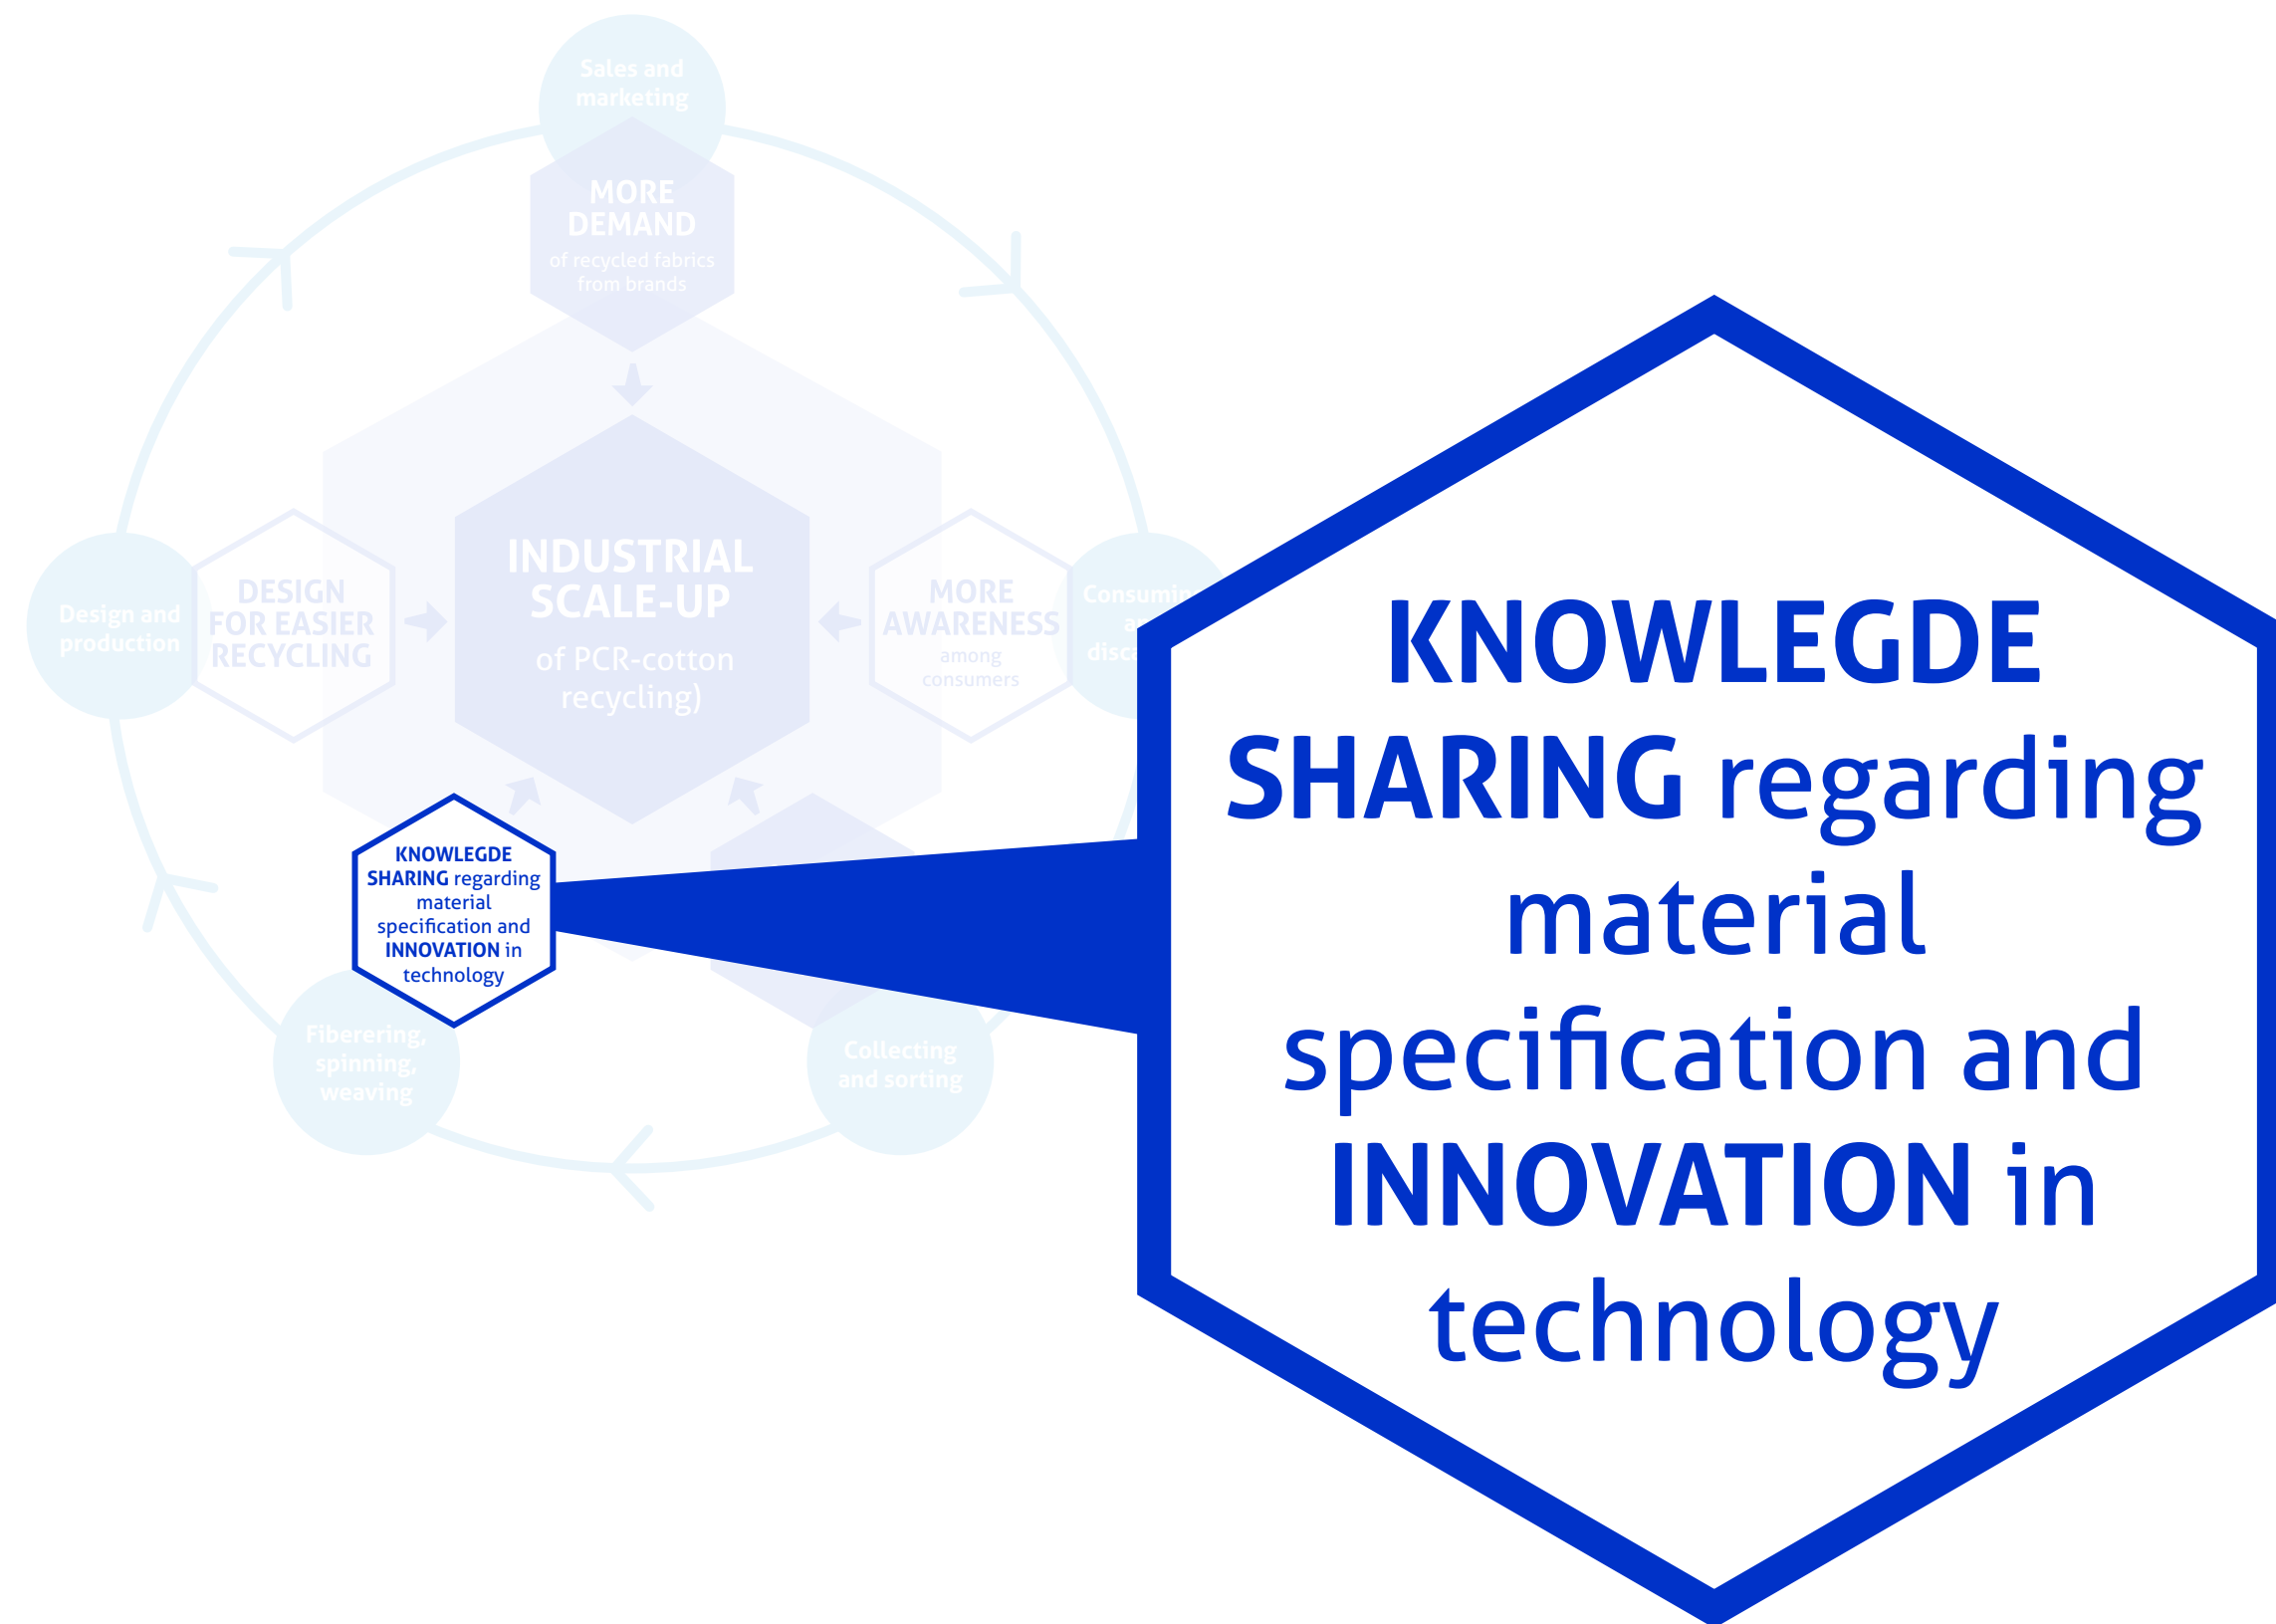 Sales and
marketing
MORE
DEMAND
of recycled fabrics
from brands
INDUSTRIAL
SCALE-UP
of PCR-cotton
recycling)
Design and
production
DESIGN
FOR EASIER
RECYCLING
MORE
AWARENESS
among
consumers
KNOWLEGDE
SHARING regarding
material
specification and
INNOVATION in
technology
Fiberering,
spinning,
weaving
Collecting
and sorting
KNOWLEGDE
SHARING regarding
material
specification and
INNOVATION in
technology